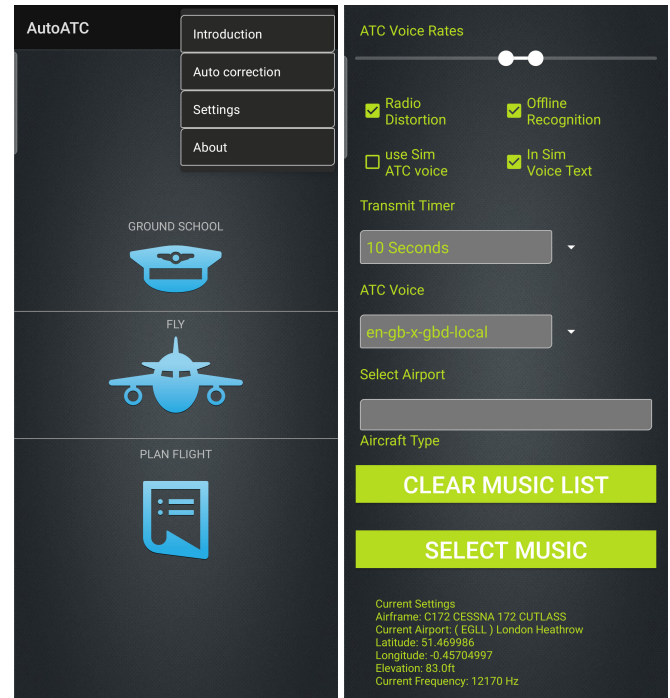 AutoATC
Introduction
Auto correction
Settings
About
GROUND SCHOOL
FLY
PLAN FLIGHT
ATC Voice Rates
Radio
Distortion
Offline
Recognition
use Sim
ATC voice
In Sim
Voice Text
Transmit Timer
10 Seconds
ATC Voice
en-gb-x-gbd-local
Select Airport
Aircraft Type
CLEAR MUSIC LIST
SELECT MUSIC
Current Settings
Airframe: C172 CESSNA 172 CUTLASS
Current Airport: ( EGLL ) London Heathrow
Latitude: 51.469986
Longitude: -0.45704997
Elevation: 83.0ft
Current Frequency: 12170 Hz